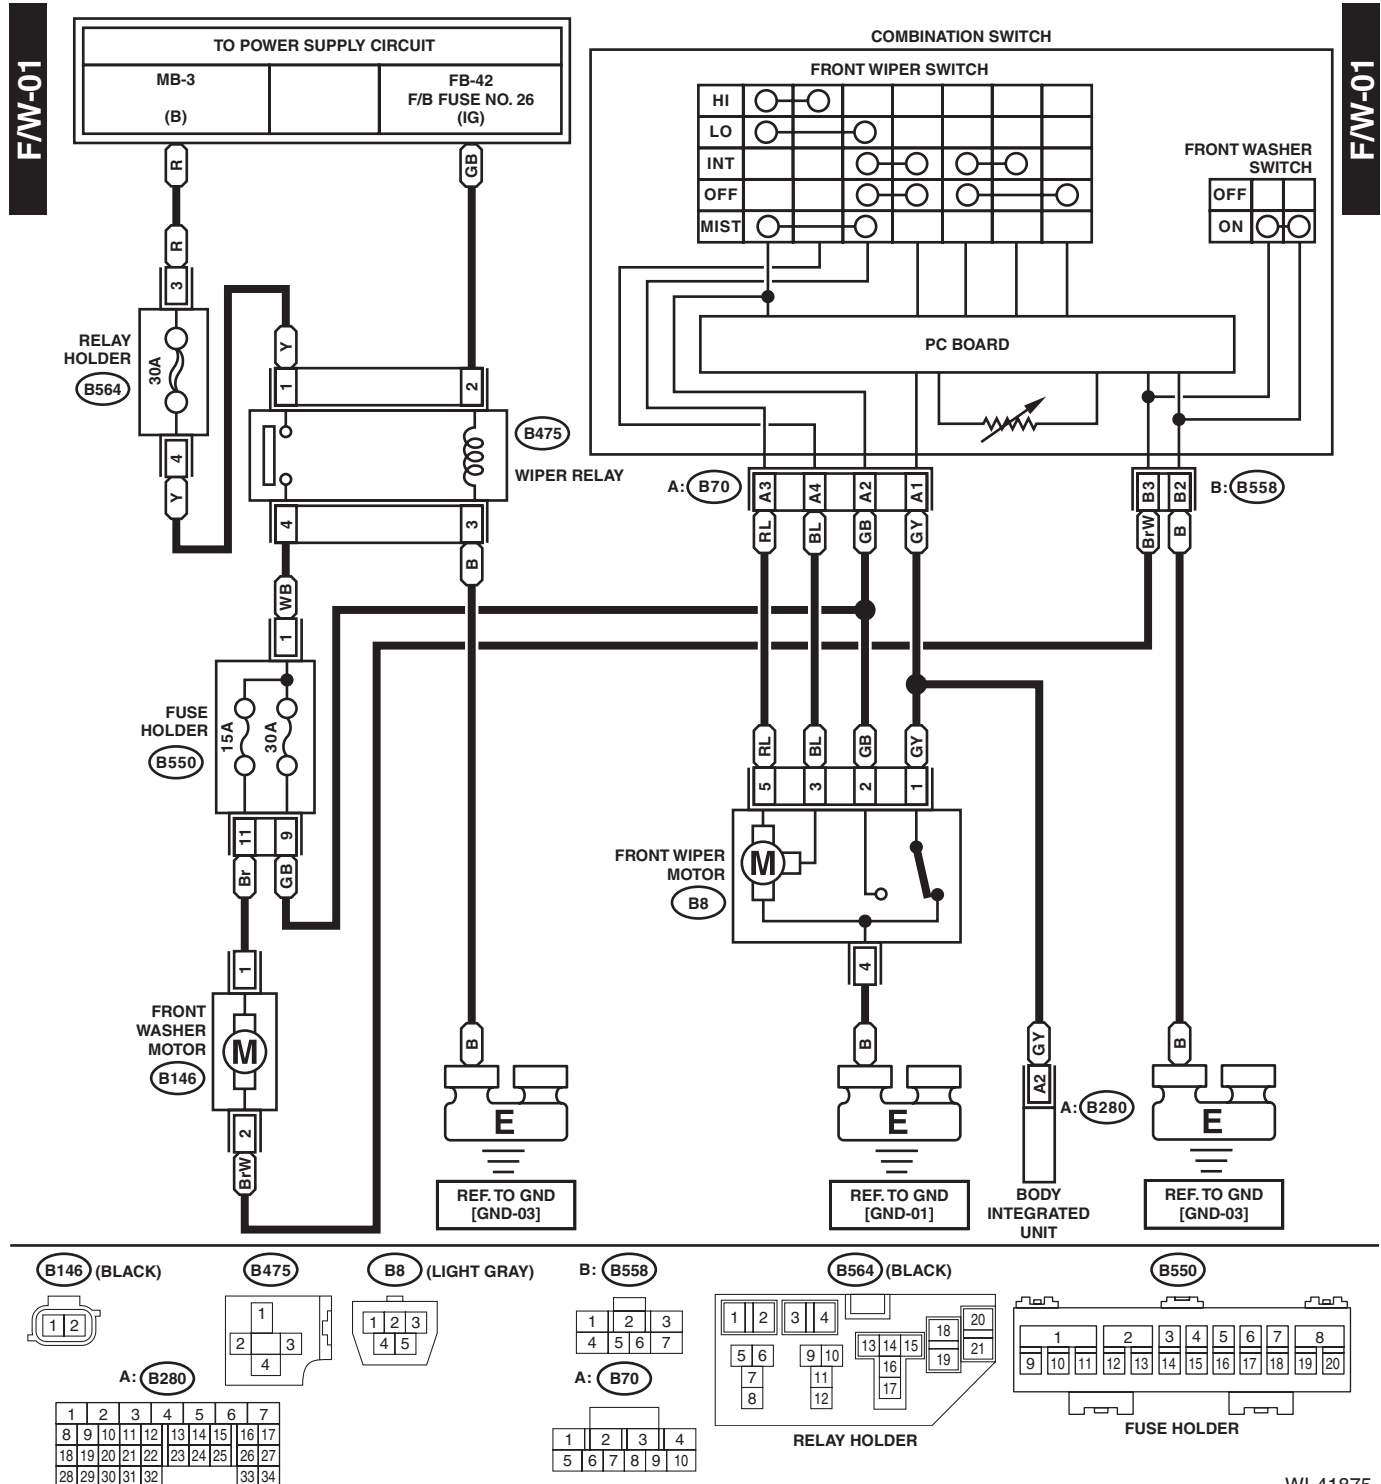 F/W-01
F/W-01
TO POWER SUPPLY CIRCUIT
MB-3
(B)
FB-42
F/B FUSE NO. 26
(IG)
COMBINATION SWITCH
FRONT WIPER SWITCH
HI
LO
INT
OFF
MIST
FRONT WASHER
SWITCH
OFF
ON
PC BOARD
R
R
3
RELAY
HOLDER
B564
30A
4
Y
GB
Y
1
2
B475
WIPER RELAY
4
3
WB
B
1
FUSE
HOLDER
B550
15A
30A
11
9
Br
GB
1
FRONT
WASHER
MOTOR
B146
M
2
BrW
B
E
REF. TO GND
[GND-03]
A: B70
A3
A4
A2
A1
RL
BL
GB
GY
B3
B2
B: B558
BrW
B
RL
BL
GB
GY
5
3
2
1
FRONT WIPER
MOTOR
B8
M
4
B
E
REF. TO GND
[GND-01]
GY
A2
A: B280
BODY
INTEGRATED
UNIT
B
E
REF. TO GND
[GND-03]
B146 (BLACK)
1 2
B475
1
2 3
4
B8 (LIGHT GRAY)
1 2 3
4 5
B: B558
1 2 3
4 5 6 7
B564 (BLACK)
1 2 3 4
5 6
7
8
9 10
11
12
13 14 15
16
17
18
19
20
21
RELAY HOLDER
B550
1 2 3 4 5 6 7 8
9 10 11 12 13 14 15 16 17 18 19 20
FUSE HOLDER
A: B280
1 2 3 4 5 6 7
8 9 10 11 12 13 14 15 16 17
18 19 20 21 22 23 24 25 26 27
28 29 30 31 32 33 34
A: B70
1 2 3 4
5 6 7 8 9 10
WI-41875